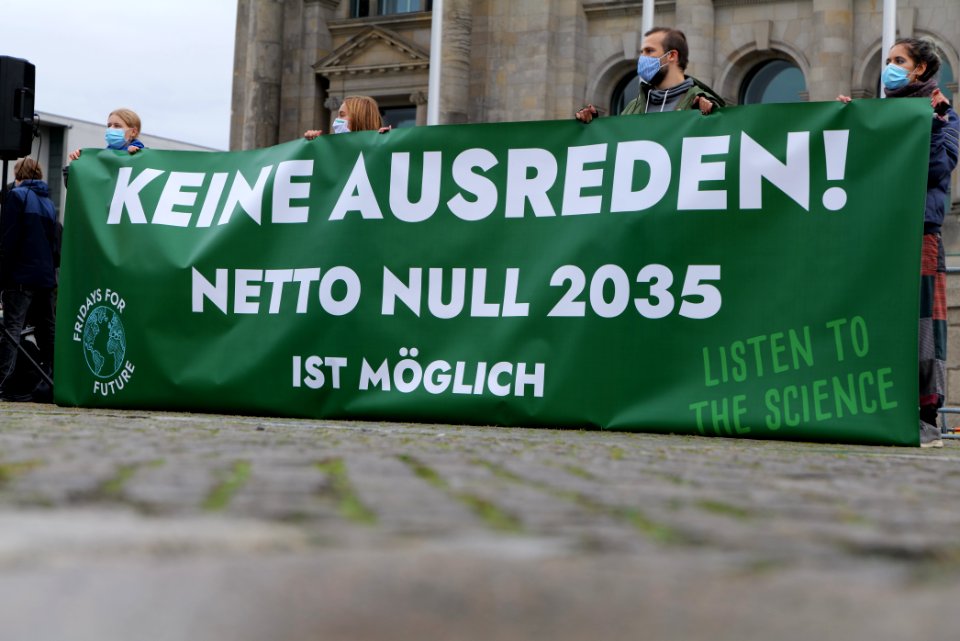 KEINE AUSREDEN!
NETTO NULL 2035
IST MÖGLICH
FRIDAYS FOR
FUTURE
LISTEN TO
THE SCIENCE